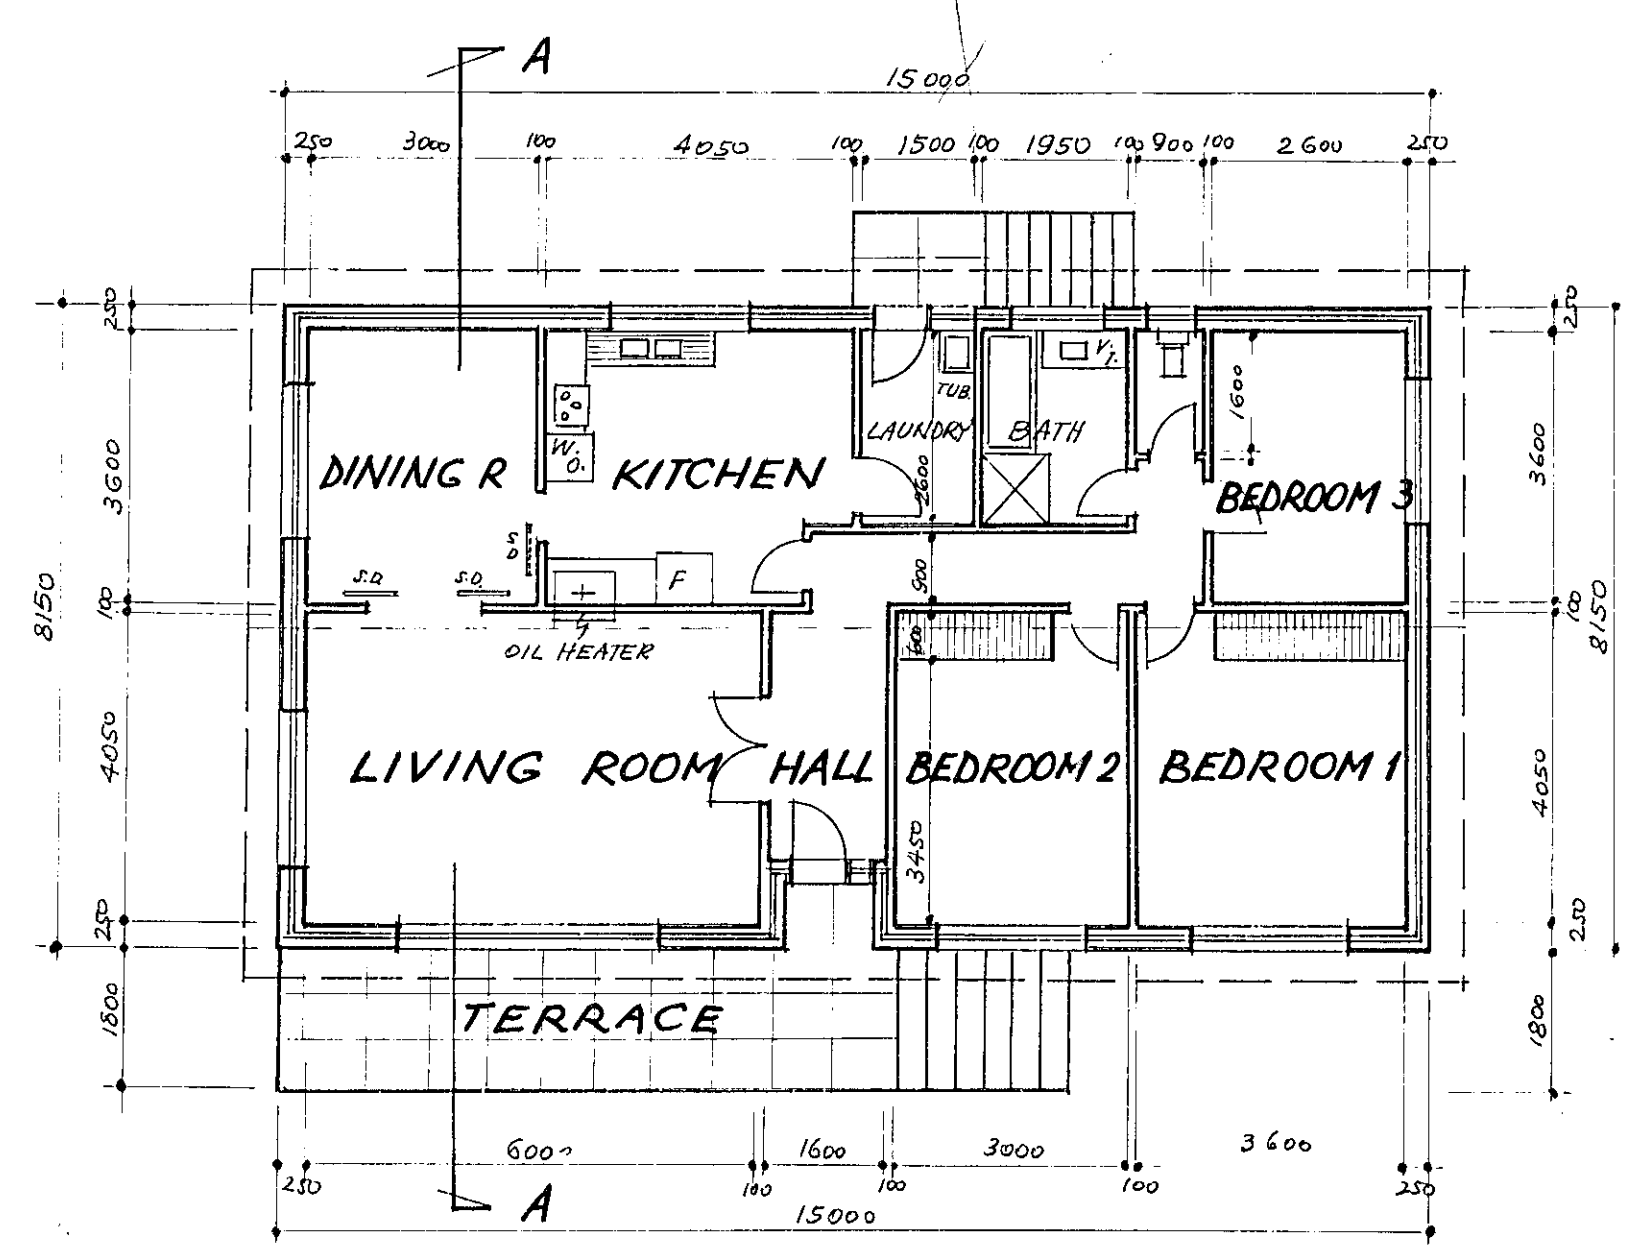 A
15000
250 3000 100 4050 100 1500 100 1950 100 900 100 2600 250
250
250
1600
V.
T.
TUB.
LAUNDRY BATH
W.
O.
DINING R KITCHEN
BEDROOM 3
3600
3600
2600
S
D
S.D. S.D.
F
900
8150
100
100
8150
600
OIL HEATER
4050
LIVING ROOM HALL BEDROOM 2 BEDROOM 1
4050
3450
250
250
1800
TERRACE
1800
6000 1600 3000 3600
250 100 100 100 250
A
15000